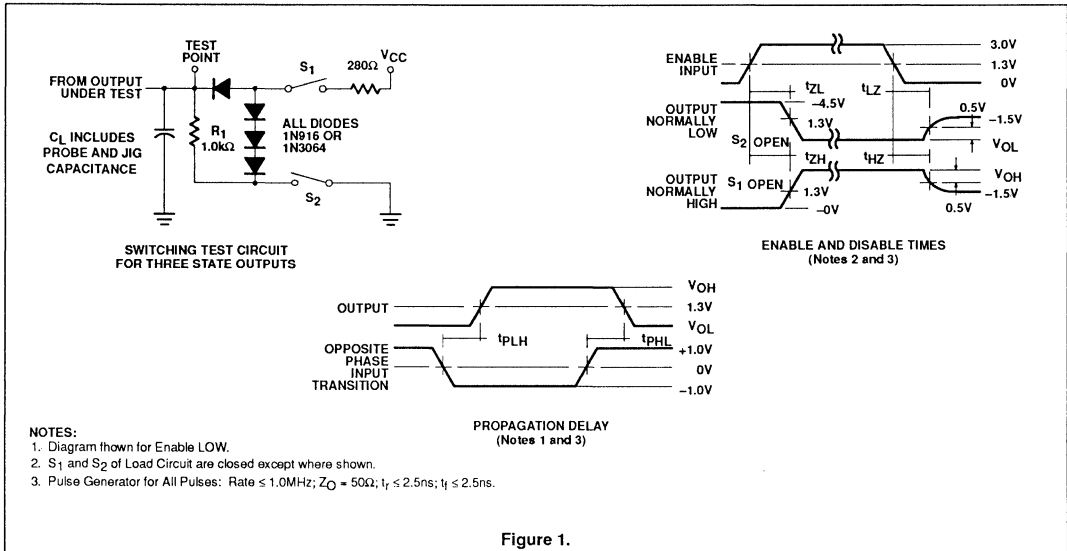 TEST
POINT
FROM OUTPUT
UNDER TEST
S1
280Ω
VCC
CL INCLUDES
PROBE AND JIG
CAPACITANCE
R1
1.0kΩ
ALL DIODES
1N916 OR
1N3064
S2
SWITCHING TEST CIRCUIT
FOR THREE STATE OUTPUTS
ENABLE
INPUT
3.0V
1.3V
0V
tZL
tLZ
OUTPUT
NORMALLY
LOW
–4.5V
1.3V
0.5V
–1.5V
VOL
S2 OPEN
tZH
tHZ
OUTPUT
NORMALLY
HIGH
S1 OPEN
1.3V
–0V
VOH
–1.5V
0.5V
ENABLE AND DISABLE TIMES
(Notes 2 and 3)
OUTPUT
VOH
1.3V
VOL
tPLH
tPHL
OPPOSITE
PHASE
INPUT
TRANSITION
+1.0V
0V
–1.0V
PROPAGATION DELAY
(Notes 1 and 3)
NOTES:
1. Diagram fhown for Enable LOW.
2. S1 and S2 of Load Circuit are closed except where shown.
3. Pulse Generator for All Pulses: Rate ≤ 1.0MHz; ZO = 50Ω; tr ≤ 2.5ns; tf ≤ 2.5ns.
Figure 1.